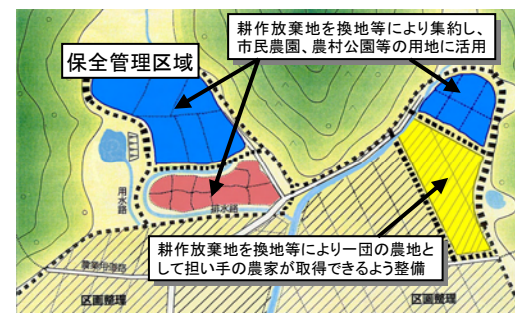 耕作放棄地を換地等により集約し、
市民農園、農村公園等の用地に活用
保全管理区域
用水路
排水路
耕作放棄地を換地等により一団の農地と
して担い手の農家が取得できるよう整備
農業用道路
区画整理
区画整理